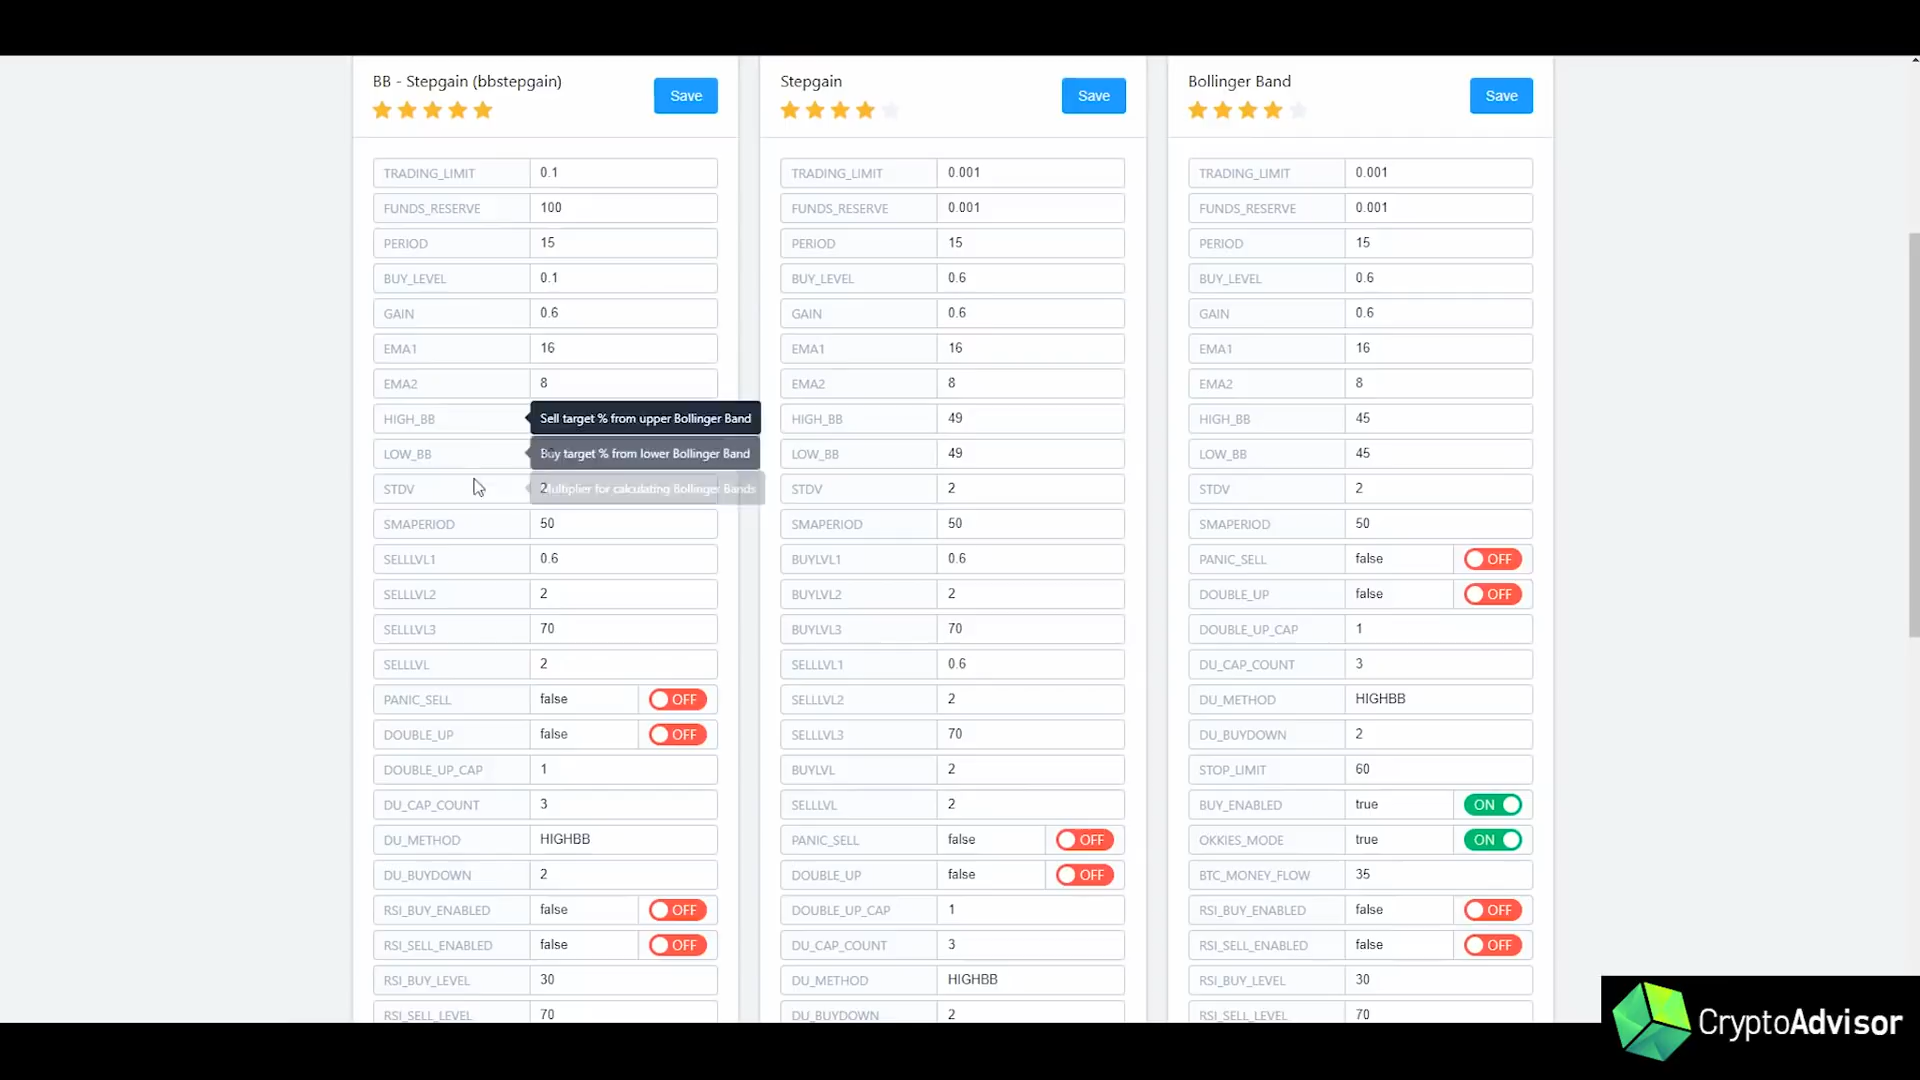 BB - Stepgain (bbstepgain)
Save
TRADING_LIMIT 0.1
FUNDS_RESERVE 100
PERIOD 15
BUY_LEVEL 0.1
GAIN 0.6
EMA1 16
EMA2 8
HIGH_BB Sell target % from upper Bollinger Band
LOW_BB Buy target % from lower Bollinger Band
STDV 2 Multiplier for calculating Bollinger Bands
SMAPERIOD 50
SELLLVL1 0.6
SELLLVL2 2
SELLLVL3 70
SELLLVL 2
PANIC_SELL false OFF
DOUBLE_UP false OFF
DOUBLE_UP_CAP 1
DU_CAP_COUNT 3
DU_METHOD HIGHBB
DU_BUYDOWN 2
RSI_BUY_ENABLED false OFF
RSI_SELL_ENABLED false OFF
RSI_BUY_LEVEL 30
RSI_SELL_LEVEL 70
Stepgain
Save
TRADING_LIMIT 0.001
FUNDS_RESERVE 0.001
PERIOD 15
BUY_LEVEL 0.6
GAIN 0.6
EMA1 16
EMA2 8
HIGH_BB 49
LOW_BB 49
STDV 2
SMAPERIOD 50
BUYLVL1 0.6
BUYLVL2 2
BUYLVL3 70
SELLLVL1 0.6
SELLLVL2 2
SELLLVL3 70
BUYLVL 2
SELLLVL 2
PANIC_SELL false OFF
DOUBLE_UP false OFF
DOUBLE_UP_CAP 1
DU_CAP_COUNT 3
DU_METHOD HIGHBB
DU_BUYDOWN 2
Bollinger Band
Save
TRADING_LIMIT 0.001
FUNDS_RESERVE 0.001
PERIOD 15
BUY_LEVEL 0.6
GAIN 0.6
EMA1 16
EMA2 8
HIGH_BB 45
LOW_BB 45
STDV 2
SMAPERIOD 50
PANIC_SELL false OFF
DOUBLE_UP false OFF
DOUBLE_UP_CAP 1
DU_CAP_COUNT 3
DU_METHOD HIGHBB
DU_BUYDOWN 2
STOP_LIMIT 60
BUY_ENABLED true ON
OKKIES_MODE true ON
BTC_MONEY_FLOW 35
RSI_BUY_ENABLED false OFF
RSI_SELL_ENABLED false OFF
RSI_BUY_LEVEL 30
RSI_SELL_LEVEL 70
CryptoAdvisor